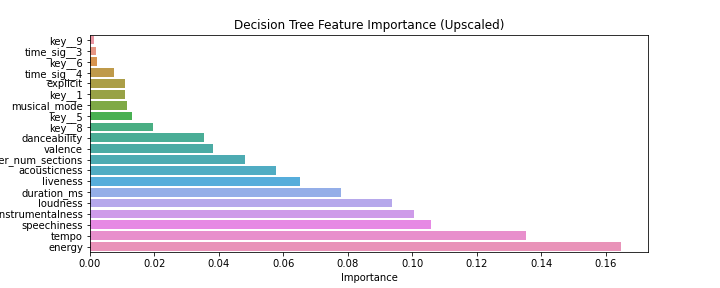 Decision Tree Feature Importance (Upscaled)
key__9
time_sig__3
key__6
time_sig__4
explicit
key__1
musical_mode
key__5
key__8
danceability
valence
er_num_sections
acousticness
liveness
duration_ms
loudness
nstrumentalness
speechiness
tempo
energy
0.00 0.02 0.04 0.06 0.08 0.10 0.12 0.14 0.16
Importance